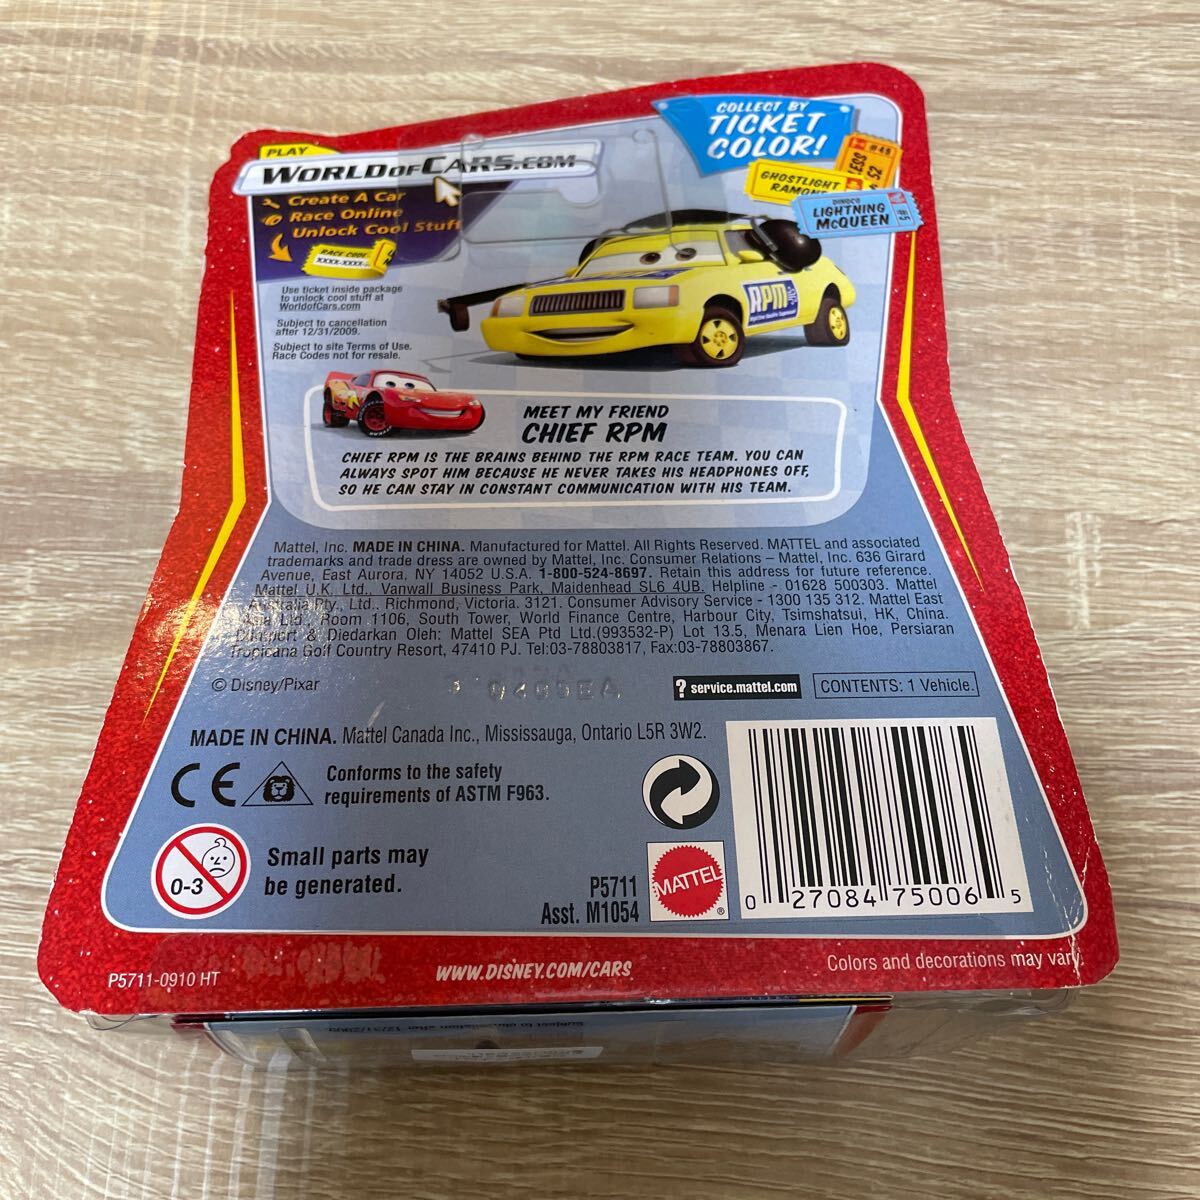 PLAY
WORLD OF CARS.COM
Create A Car
Race Online
Unlock Cool Stuff
RACE CODE
XXXX-XXXX-
Use ticket inside package
to unlock cool stuff at
WorldofCars.com
Subject to cancellation
after 12/31/2009.
Subject to site Terms of Use.
Race Codes not for resale.
COLLECT BY
TICKET
COLOR!
#45
52
GHOSTLIGHT
DINOCO
LIGHTNING
McQUEEN
RPM
MEET MY FRIEND
CHIEF RPM
CHIEF RPM IS THE BRAINS BEHIND THE RPM RACE TEAM. YOU CAN
ALWAYS SPOT HIM BECAUSE HE NEVER TAKES HIS HEADPHONES OFF,
SO HE CAN STAY IN CONSTANT COMMUNICATION WITH HIS TEAM.
Mattel, Inc. MADE IN CHINA. Manufactured for Mattel. All Rights Reserved. MATTEL and associated
trademarks and trade dress are owned by Mattel, Inc. Consumer Relations – Mattel, Inc. 636 Girard
Avenue, East Aurora, NY 14052 U.S.A. 1-800-524-8697. Retain this address for future reference.
Mattel U.K. Ltd., Vanwall Business Park, Maidenhead SL6 4UB. Helpline - 01628 500303. Mattel
Australia Pty., Ltd., Richmond, Victoria. 3121. Consumer Advisory Service - 1300 135 312. Mattel East
Asia Ltd., Room 1106, South Tower, World Finance Centre, Harbour City, Tsimshatsui, HK, China.
Diimport & Diedarkan Oleh: Mattel SEA Ptd Ltd.(993532-P) Lot 13.5, Menara Lien Hoe, Persiaran
Tropicana Golf Country Resort, 47410 PJ. Tel:03-78803817, Fax:03-78803867.
© Disney/Pixar
? service.mattel.com
CONTENTS: 1 Vehicle.
MADE IN CHINA. Mattel Canada Inc., Mississauga, Ontario L5R 3W2.
CE
Conforms to the safety
requirements of ASTM F963.
0-3
Small parts may
be generated.
P5711
Asst. M1054
MATTEL
®
0 27084 75006 5
P5711-0910 HT
WWW.DISNEY.COM/CARS
Colors and decorations may vary.